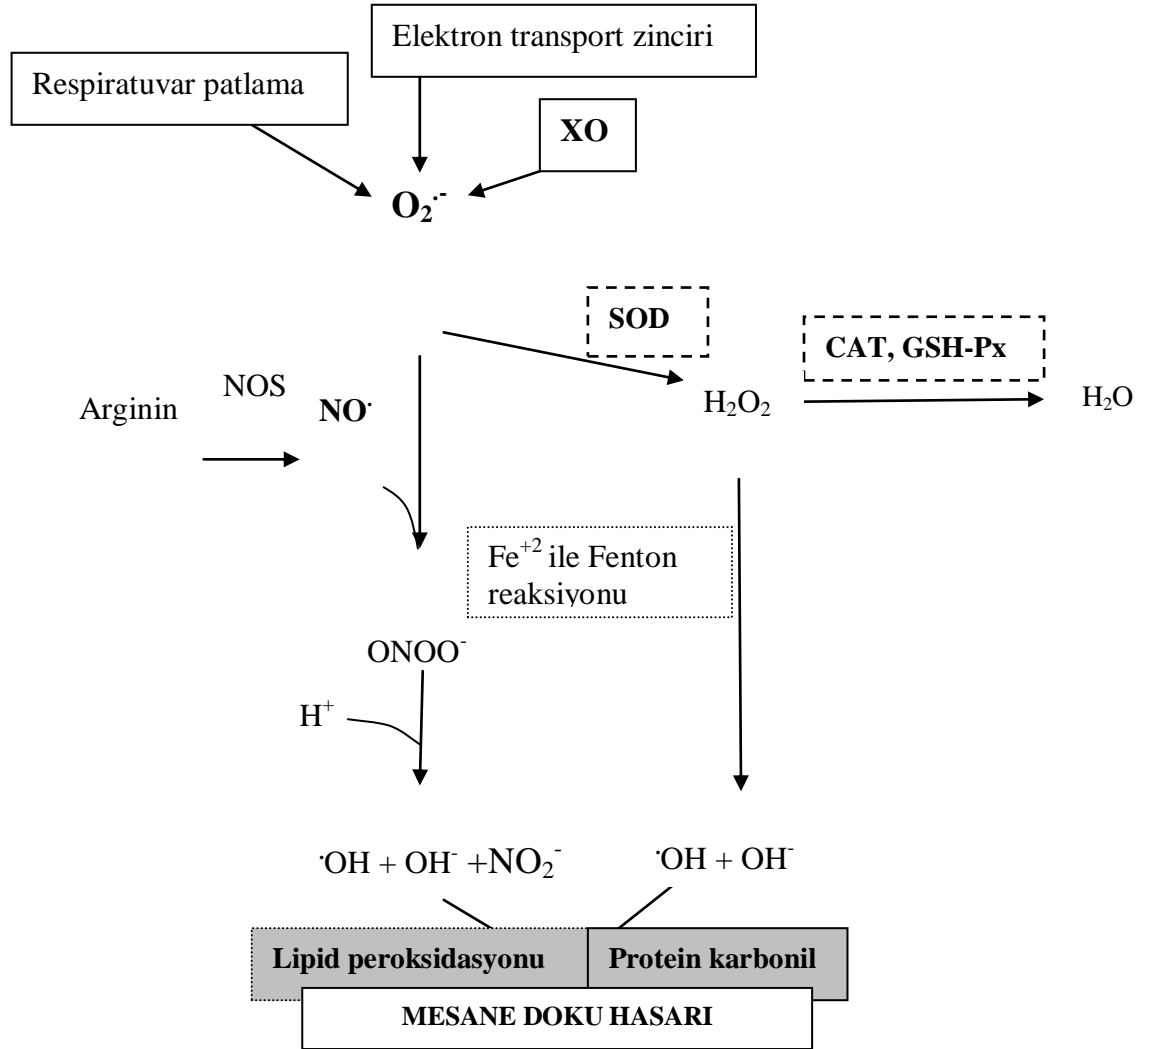 Elektron transport zinciri
Respiratuvar patlama
XO
O₂·⁻
SOD
CAT, GSH-Px
NOS
Arginin
NO·
H₂O₂
H₂O
Fe⁺² ile Fenton
reaksiyonu
ONOO⁻
H⁺
·OH + OH⁻ +NO₂⁻
·OH + OH⁻
Lipid peroksidasyonu
Protein karbonil
MESANE DOKU HASARI